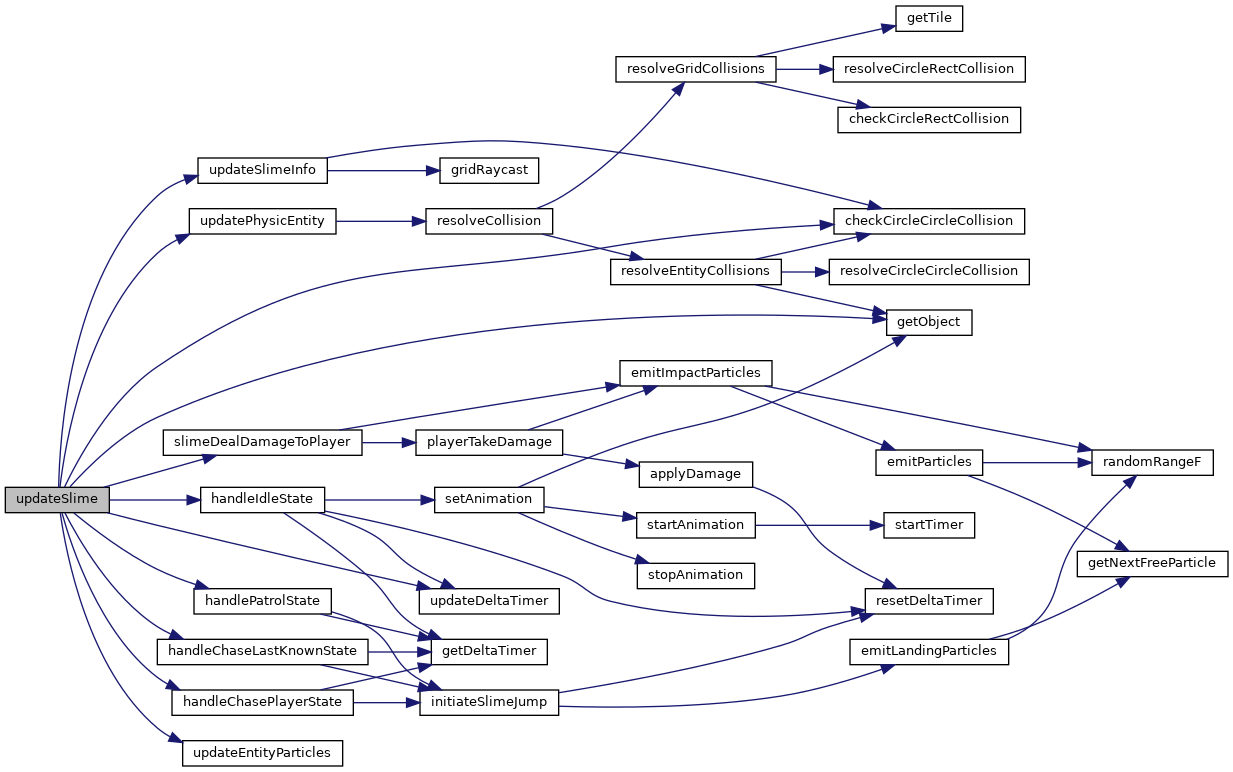 getTile
resolveGridCollisions
resolveCircleRectCollision
checkCircleRectCollision
updateSlimeInfo
gridRaycast
updatePhysicEntity
resolveCollision
checkCircleCircleCollision
resolveEntityCollisions
resolveCircleCircleCollision
getObject
emitImpactParticles
slimeDealDamageToPlayer
playerTakeDamage
emitParticles
randomRangeF
applyDamage
updateSlime
handleIdleState
setAnimation
startAnimation
startTimer
getNextFreeParticle
stopAnimation
handlePatrolState
updateDeltaTimer
resetDeltaTimer
handleChaseLastKnownState
getDeltaTimer
emitLandingParticles
handleChasePlayerState
initiateSlimeJump
updateEntityParticles